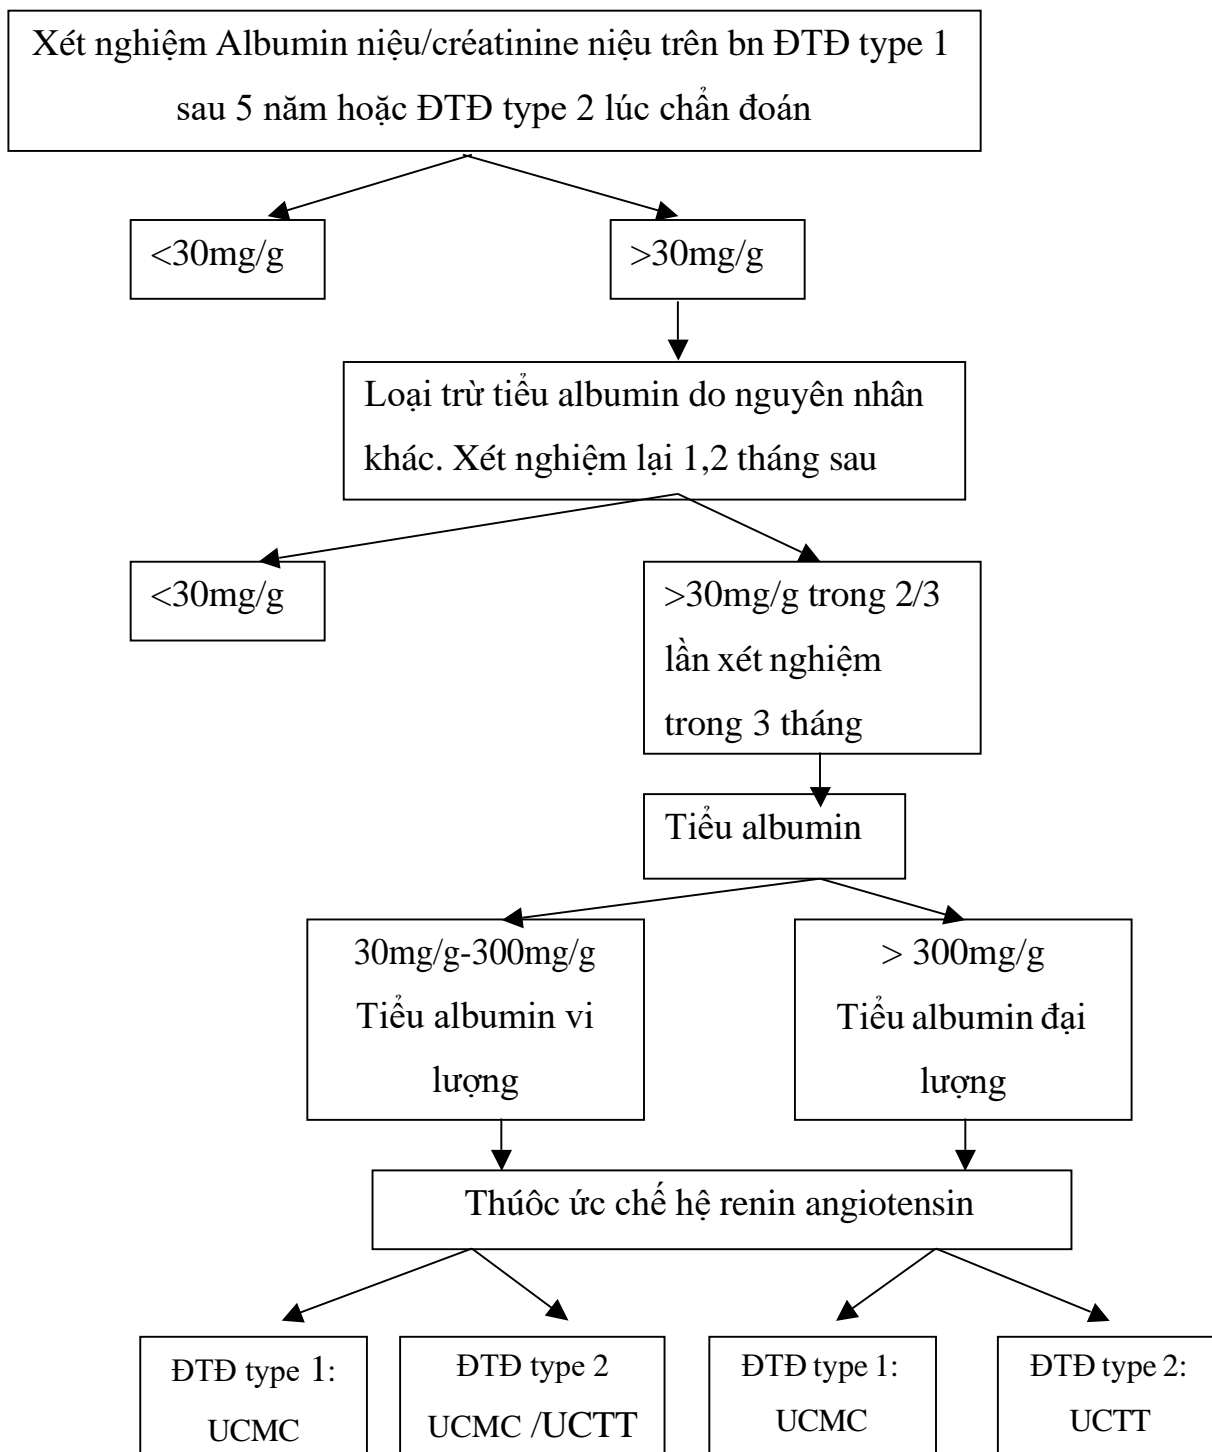 Xét nghiệm Albumin niệu/créatinine niệu trên bn ĐTĐ type 1
sau 5 năm hoặc ĐTĐ type 2 lúc chẩn đoán
<30mg/g
>30mg/g
Loại trừ tiểu albumin do nguyên nhân
khác. Xét nghiệm lại 1,2 tháng sau
<30mg/g
>30mg/g trong 2/3
lần xét nghiệm
trong 3 tháng
Tiểu albumin
30mg/g-300mg/g
Tiểu albumin vi
lượng
> 300mg/g
Tiểu albumin đại
lượng
Thúôc ức chế hệ renin angiotensin
ĐTĐ type 1:
UCMC
ĐTĐ type 2
UCMC /UCTT
ĐTĐ type 1:
UCMC
ĐTĐ type 2:
UCTT